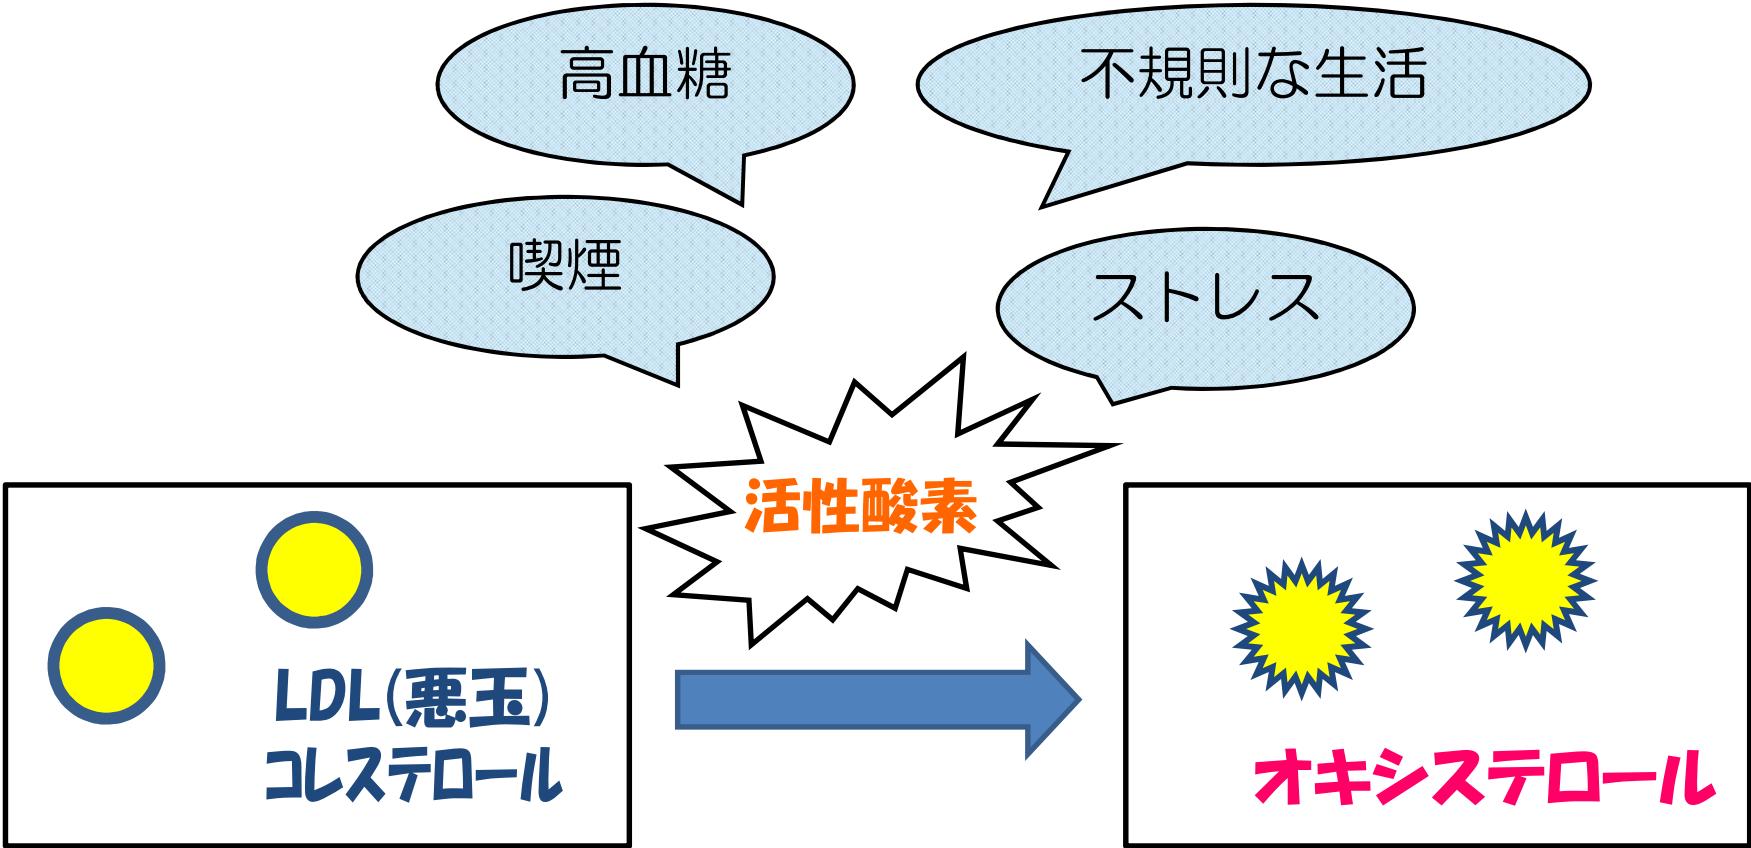 高血糖
不規則な生活
喫煙
ストレス
活性酸素
LDL(悪玉)
コレステロール
オキシステロール